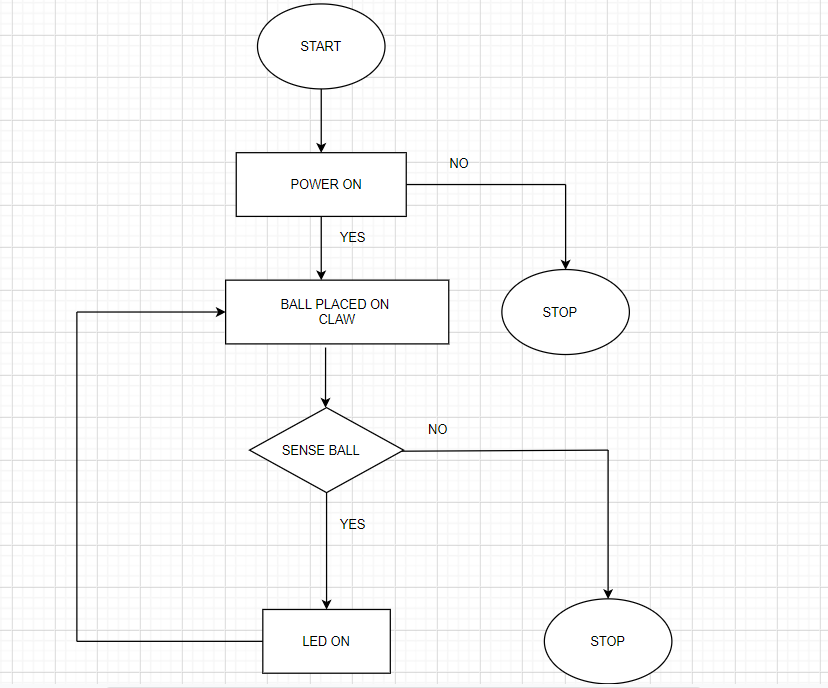 START
NO
POWER ON
YES
BALL PLACED ON
CLAW
STOP
NO
SENSE BALL
YES
LED ON
STOP